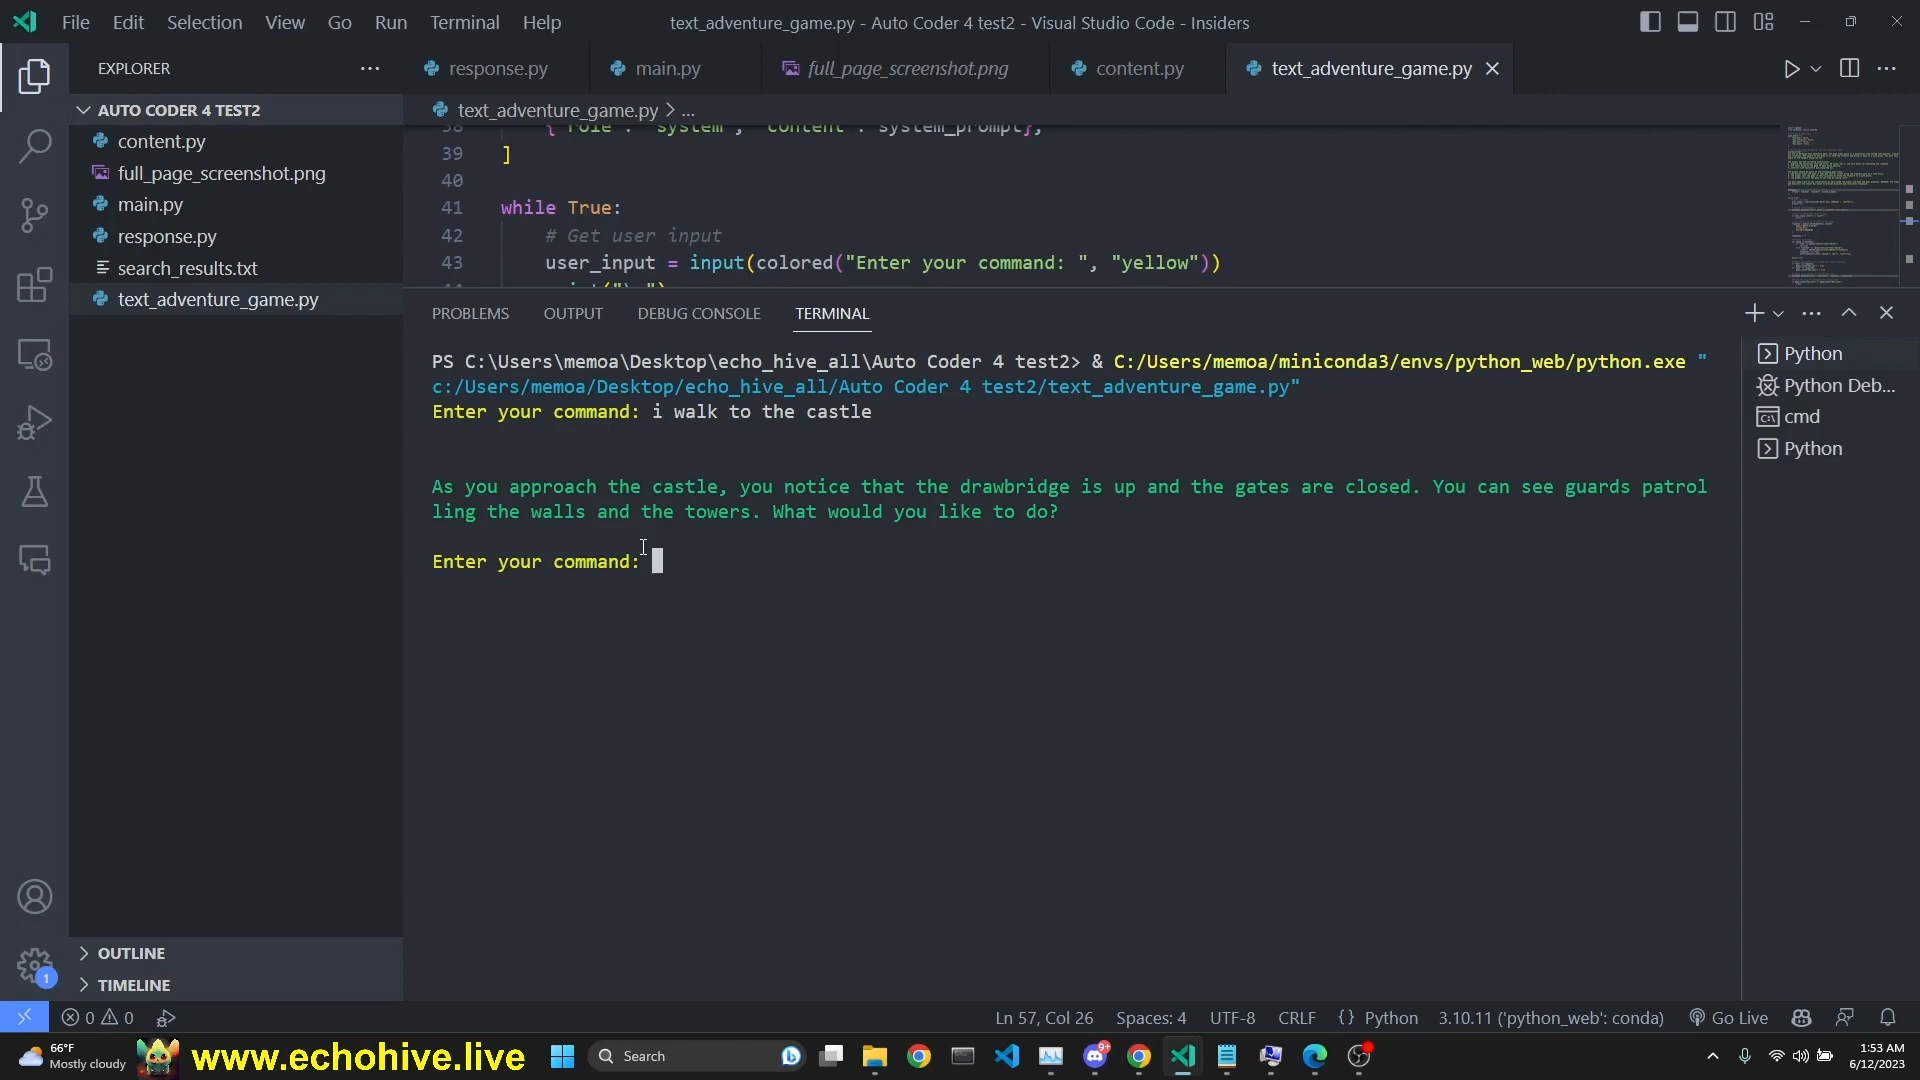 File Edit Selection View Go Run Terminal Help
text_adventure_game.py - Auto Coder 4 test2 - Visual Studio Code - Insiders
EXPLORER
response.py main.py full_page_screenshot.png content.py text_adventure_game.py
AUTO CODER 4 TEST2
content.py
full_page_screenshot.png
main.py
response.py
search_results.txt
text_adventure_game.py
text_adventure_game.py > ...
38 {"role": "system", "content": system_prompt},
39 ]
40
41 while True:
42 # Get user input
43 user_input = input(colored("Enter your command: ", "yellow"))
PROBLEMS OUTPUT DEBUG CONSOLE TERMINAL
PS C:\Users\memoa\Desktop\echo_hive_all\Auto Coder 4 test2> & C:/Users/memoa/miniconda3/envs/python_web/python.exe "
c:/Users/memoa/Desktop/echo_hive_all/Auto Coder 4 test2/text_adventure_game.py"
Enter your command: i walk to the castle
As you approach the castle, you notice that the drawbridge is up and the gates are closed. You can see guards patrol
ling the walls and the towers. What would you like to do?
Enter your command:
Python
Python Deb...
cmd
Python
OUTLINE
TIMELINE
1
0 0
Ln 57, Col 26 Spaces: 4 UTF-8 CRLF {} Python 3.10.11 ('python_web': conda) Go Live
66°F
Mostly cloudy
www.echohive.live
Search
9+
1:53 AM
6/12/2023